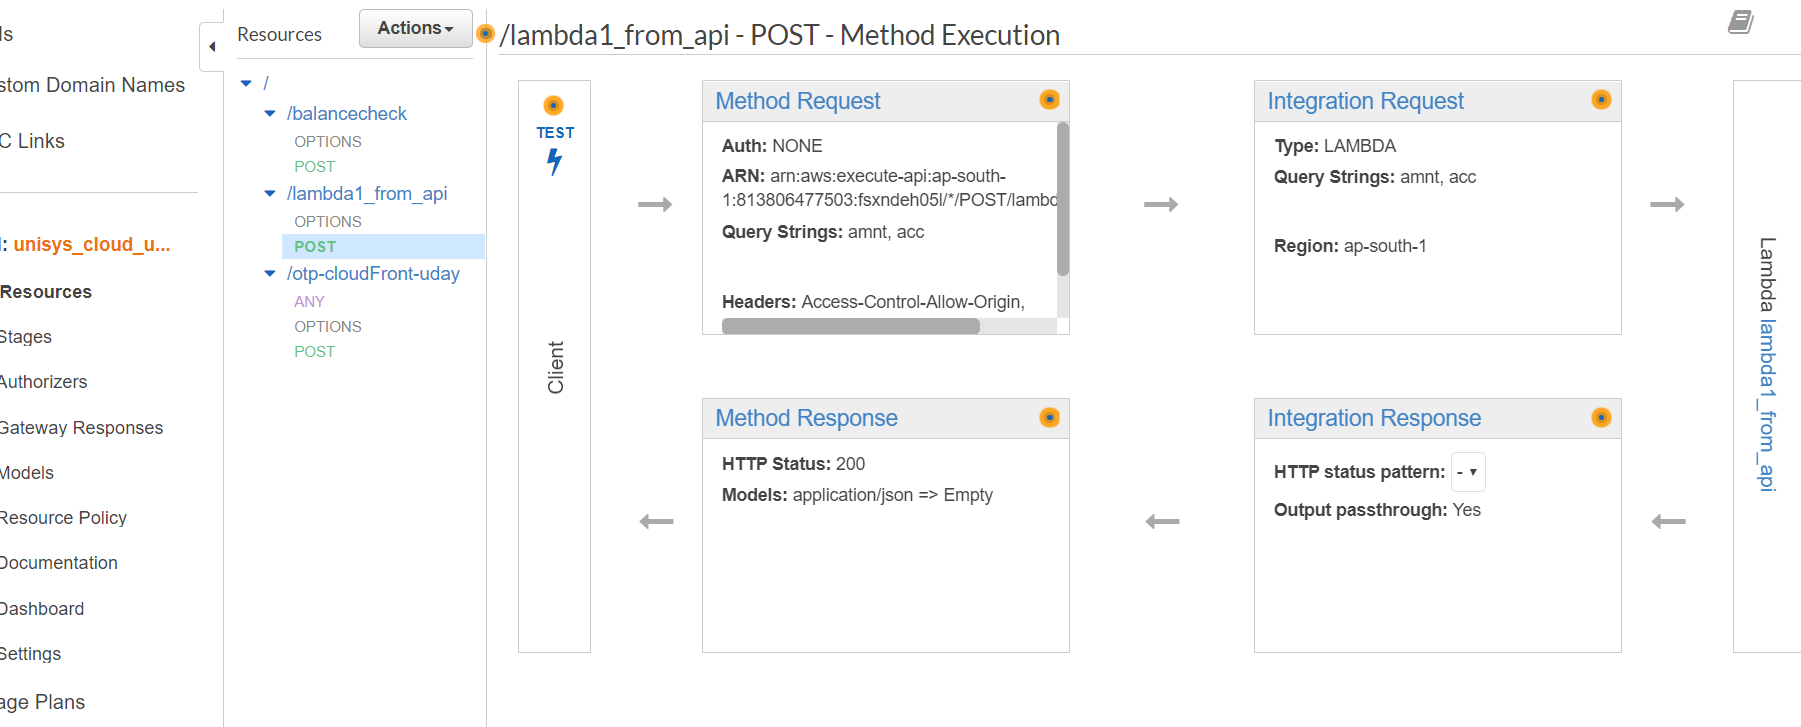 ls
stom Domain Names
C Links
: unisys_cloud_u...
Resources
Stages
Authorizers
Gateway Responses
Models
Resource Policy
Documentation
Dashboard
Settings
age Plans
Resources
Actions
/
/balancecheck
OPTIONS
POST
/lambda1_from_api
OPTIONS
POST
/otp-cloudFront-uday
ANY
OPTIONS
POST
/lambda1_from_api - POST - Method Execution
TEST
Client
Method Request
Auth: NONE
ARN: arn:aws:execute-api:ap-south-
1:813806477503:fsxndeh05l/*/POST/lambd
Query Strings: amnt, acc
Headers: Access-Control-Allow-Origin,
Integration Request
Type: LAMBDA
Query Strings: amnt, acc
Region: ap-south-1
Lambda lambda1_from_api
Method Response
HTTP Status: 200
Models: application/json => Empty
Integration Response
HTTP status pattern: -
Output passthrough: Yes